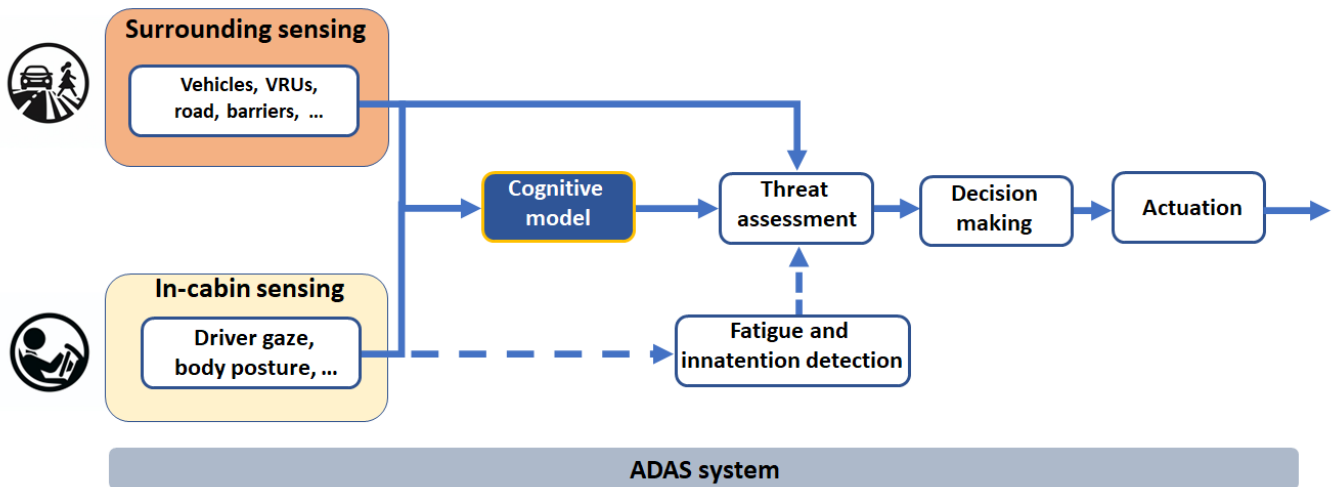 Surrounding sensing
Vehicles, VRUs,
road, barriers, ...
Cognitive
model
Threat
assessment
Decision
making
Actuation
In-cabin sensing
Driver gaze,
body posture, ...
Fatigue and
innatention detection
ADAS system